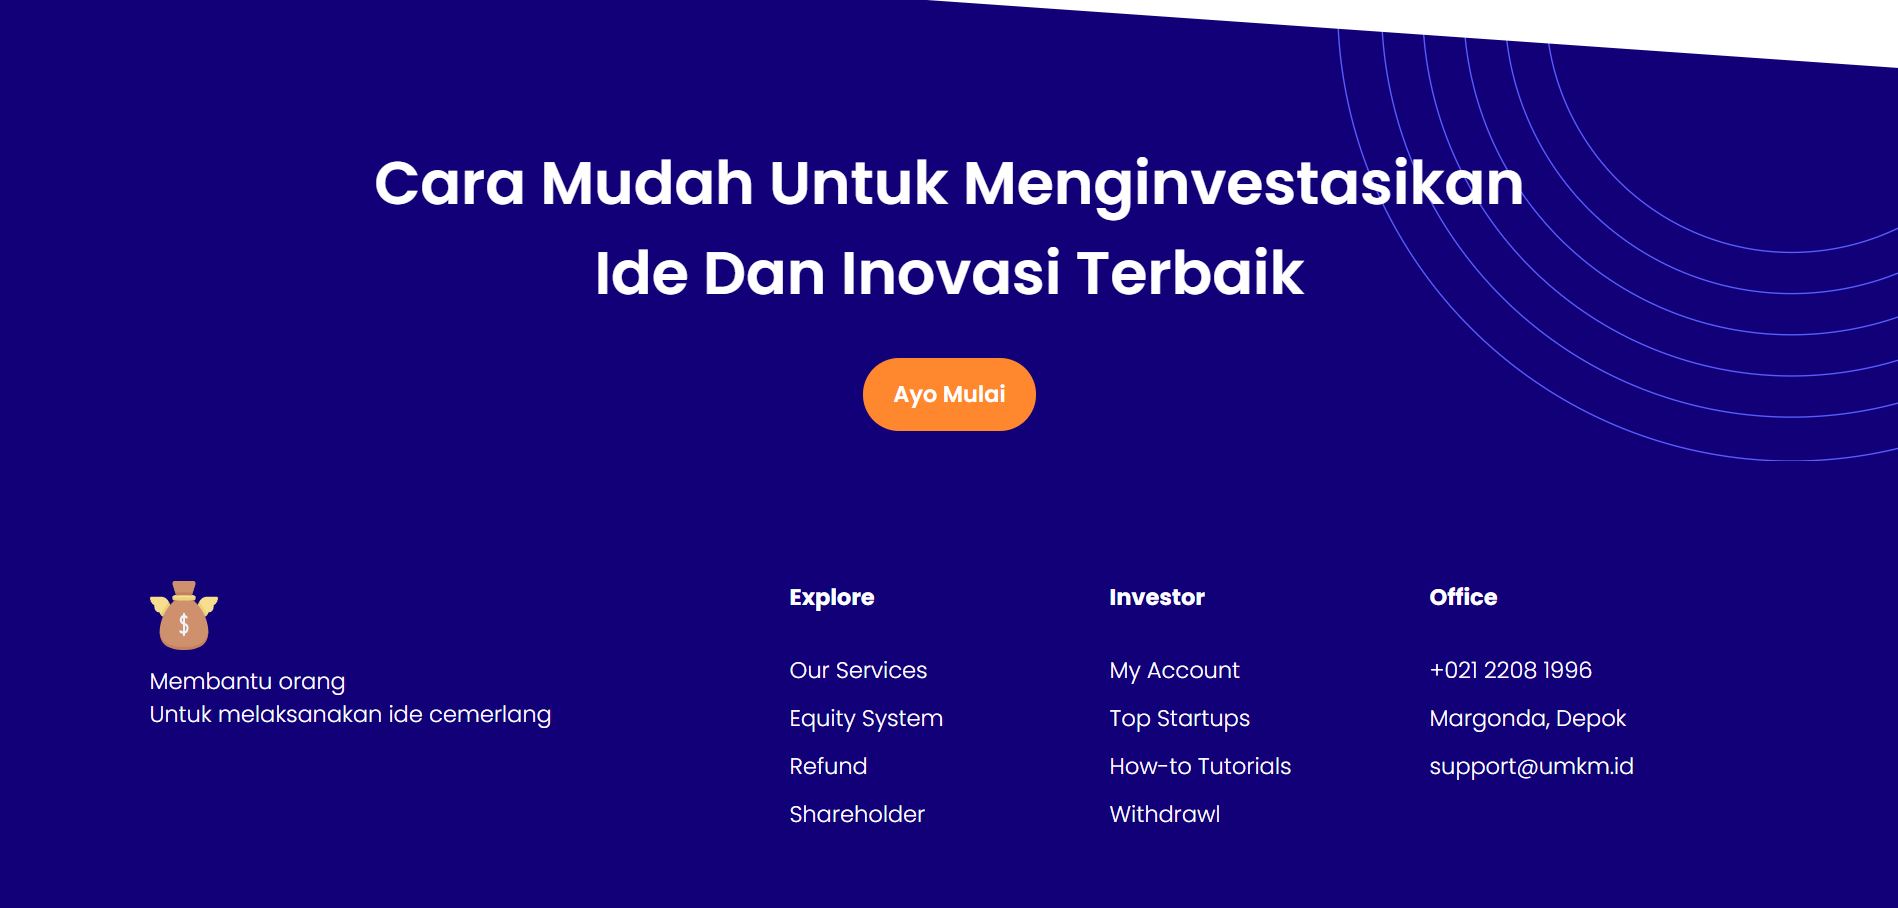 Cara Mudah Untuk Menginvestasikan
Ide Dan Inovasi Terbaik
Ayo Mulai
$
Membantu orang
Untuk melaksanakan ide cemerlang
Explore
Our Services
Equity System
Refund
Shareholder
Investor
My Account
Top Startups
How-to Tutorials
Withdrawl
Office
+021 2208 1996
Margonda, Depok
support@umkm.id